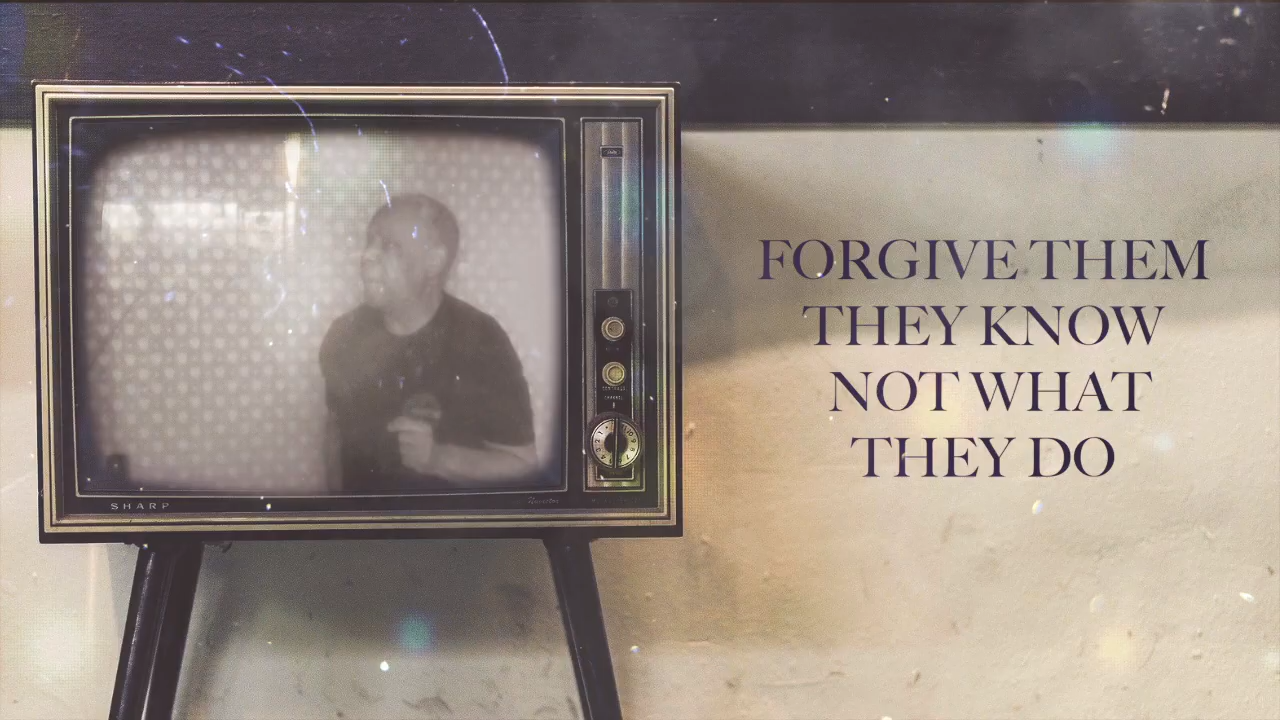 FORGIVE THEM
THEY KNOW
NOT WHAT
THEY DO
SHARP